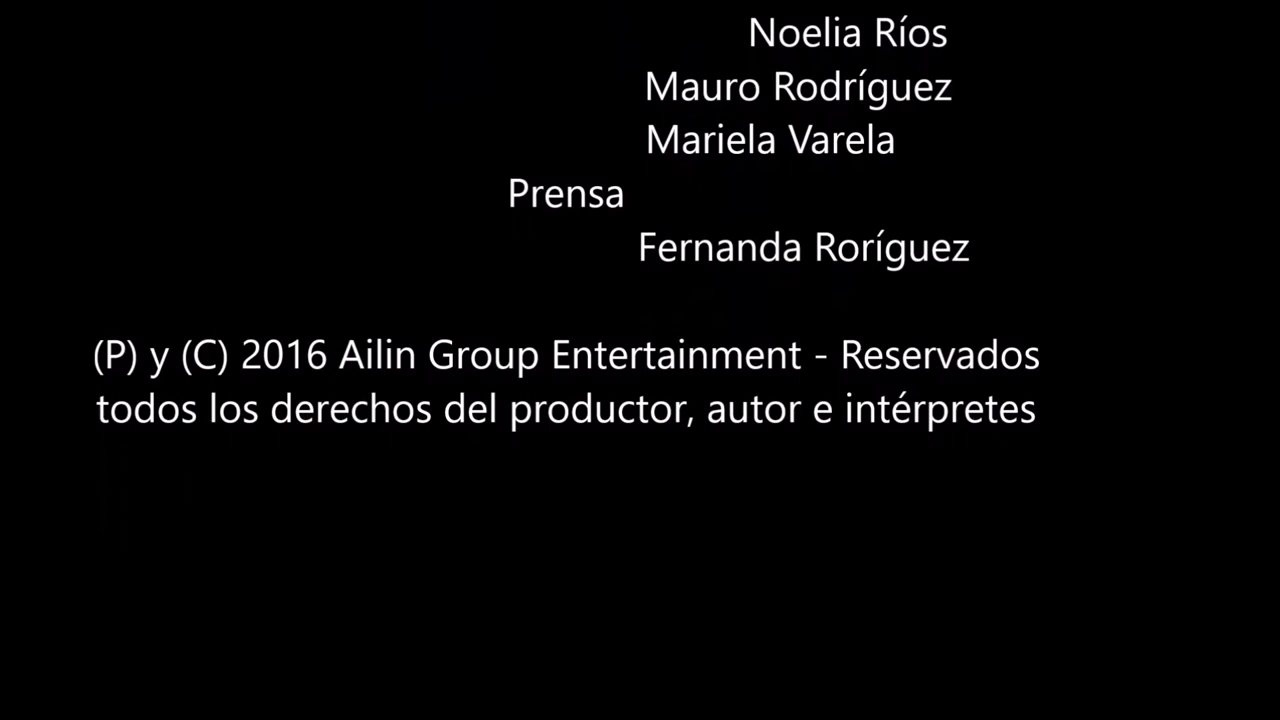 Noelia Ríos
Mauro Rodríguez
Mariela Varela
Prensa
Fernanda Roríguez
(P) y (C) 2016 Ailin Group Entertainment - Reservados
todos los derechos del productor, autor e intérpretes